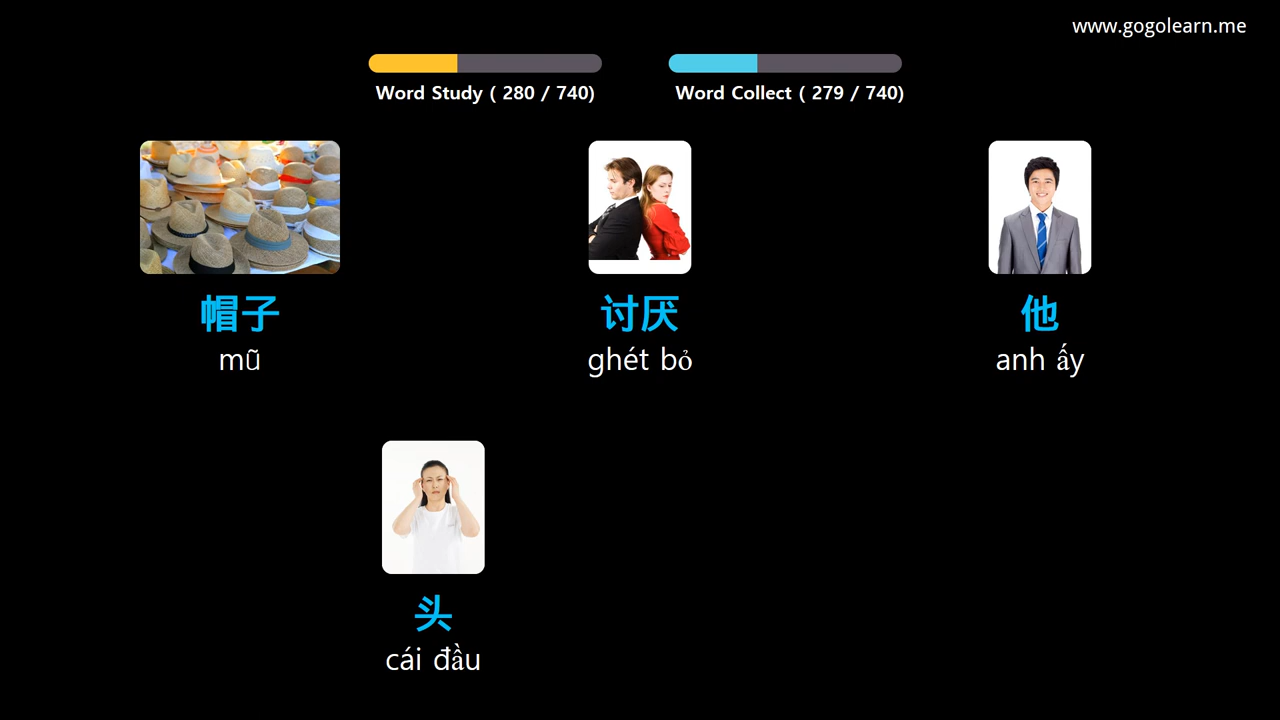 www.gogolearn.me
Word Study ( 280 / 740)
Word Collect ( 279 / 740)
帽子
mũ
讨厌
ghét bỏ
他
anh ấy
头
cái đầu